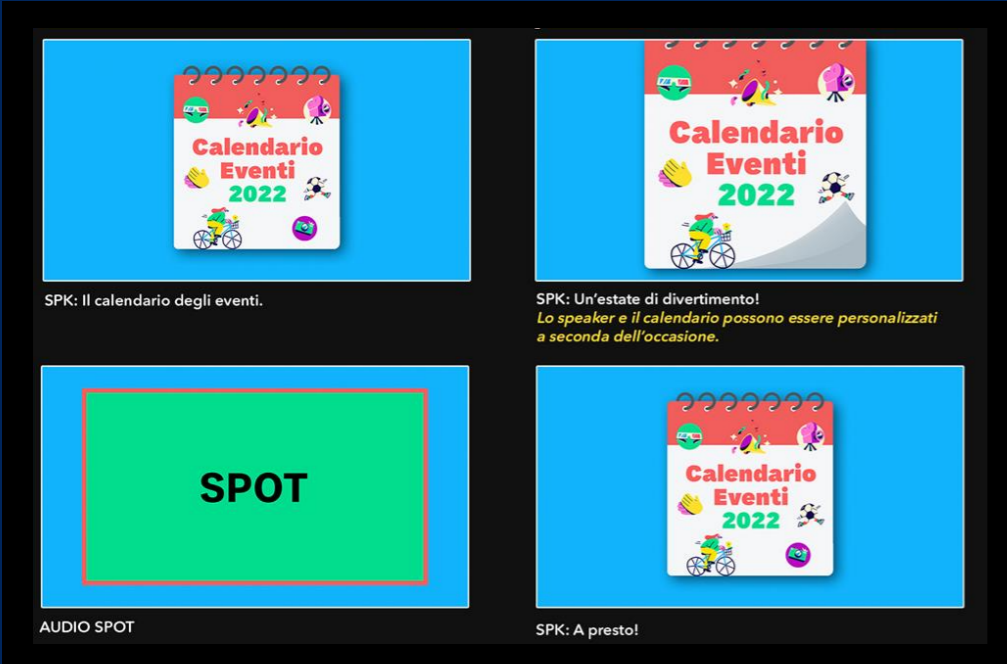 Calendario
Eventi
2022
SPK: Il calendario degli eventi.
Calendario
Eventi
2022
SPK: Un'estate di divertimento!
Lo speaker e il calendario possono essere personalizzati
a seconda dell'occasione.
SPOT
AUDIO SPOT
Calendario
Eventi
2022
SPK: A presto!